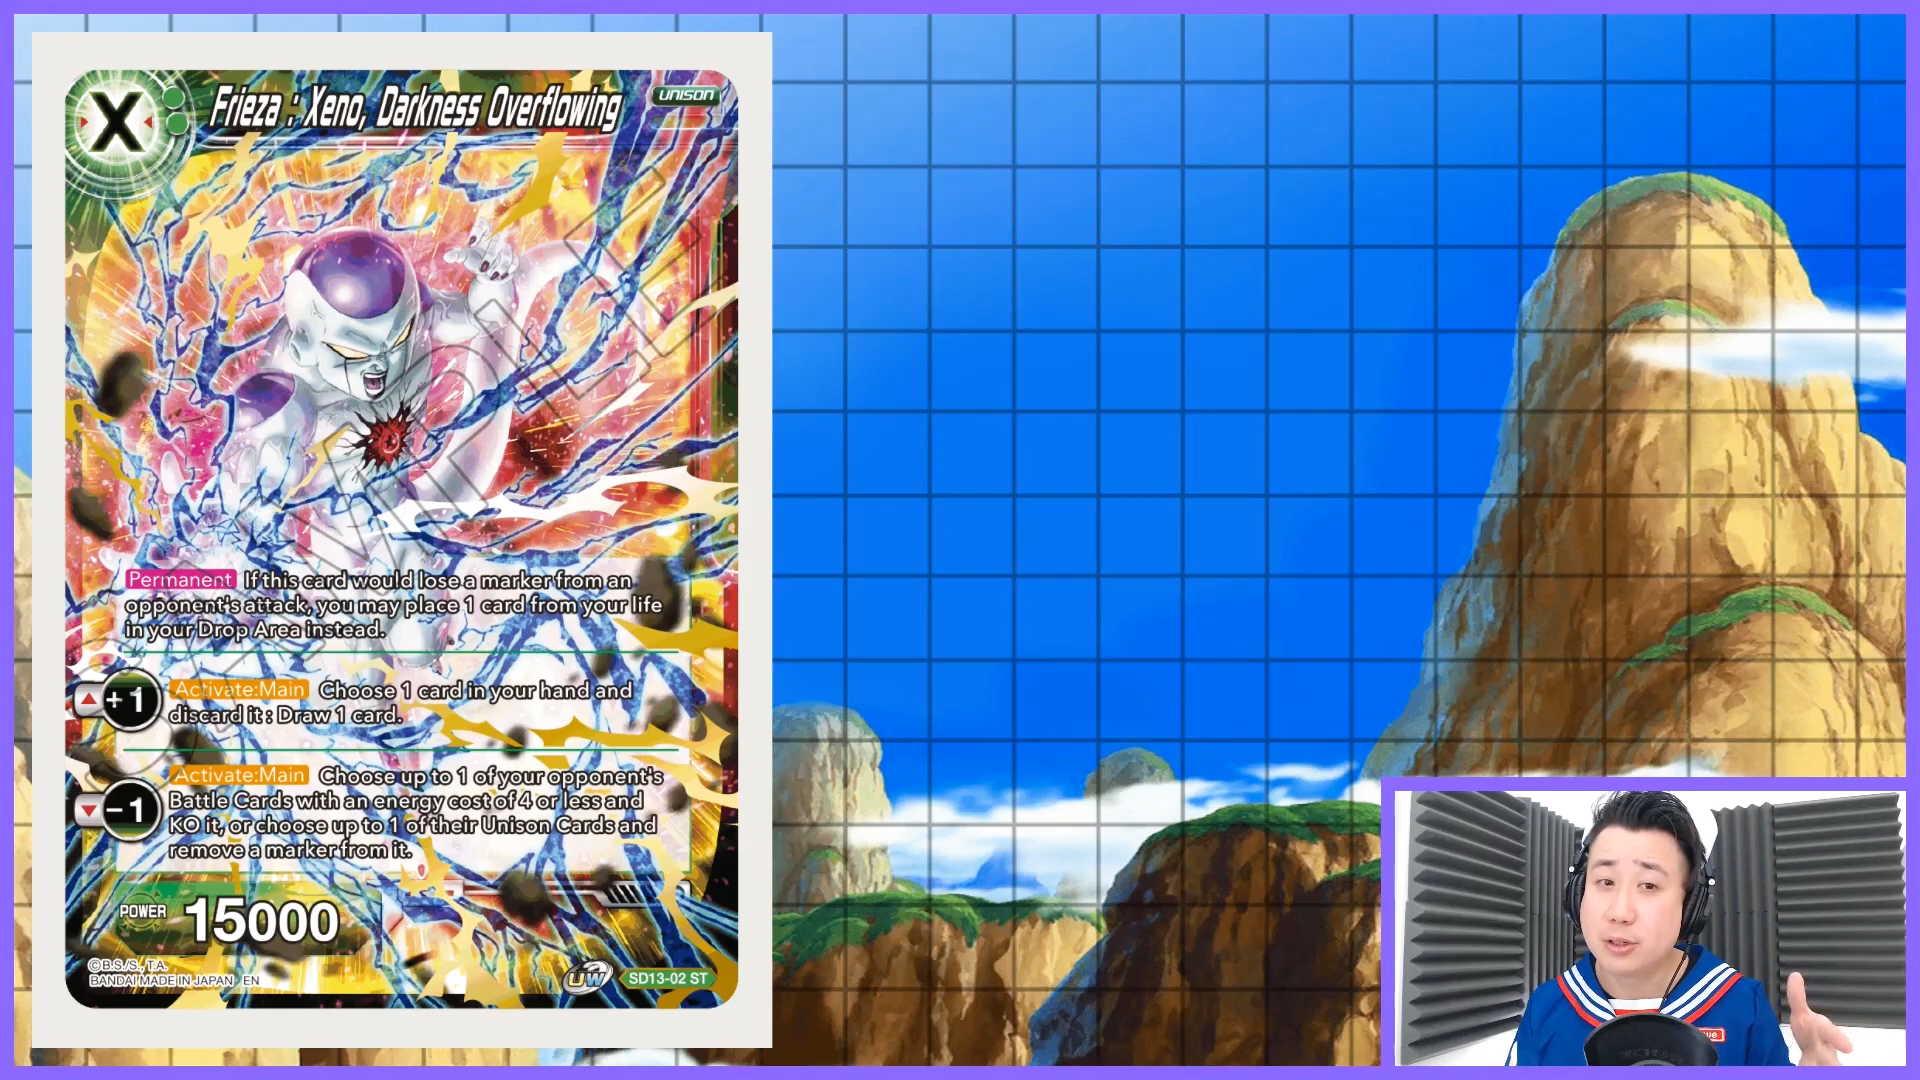 X
Frieza : Xeno, Darkness Overflowing
UNISON
SAMPLE
Permanent If this card would lose a marker from an
opponent's attack, you may place 1 card from your life
in your Drop Area instead.
+1
Activate:Main Choose 1 card in your hand and
discard it : Draw 1 card.
-1
Activate:Main Choose up to 1 of your opponent's
Battle Cards with an energy cost of 4 or less and
KO it, or choose up to 1 of their Unison Cards and
remove a marker from it.
POWER 15000
©B.S./S., T.A.
BANDAI MADE IN JAPAN EN
UW
SD13-02 ST